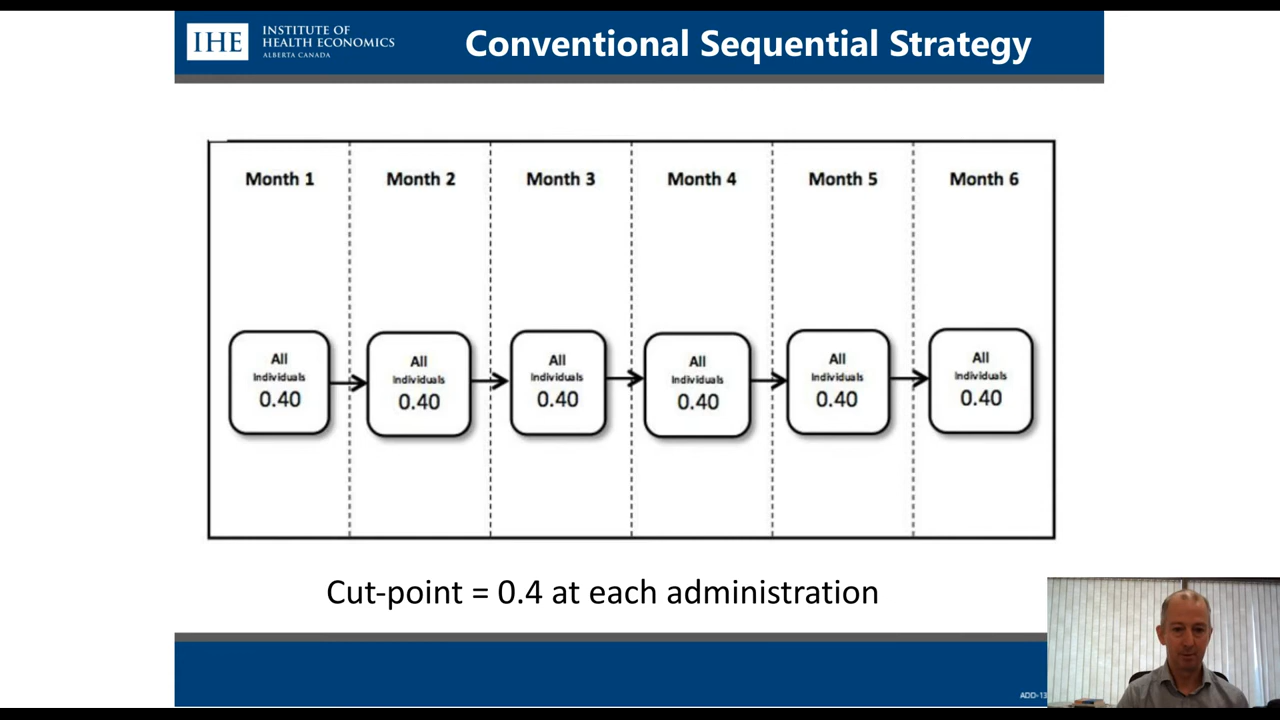 IHE
INSTITUTE OF
HEALTH ECONOMICS
ALBERTA CANADA
Conventional Sequential Strategy
Month 1
Month 2
Month 3
Month 4
Month 5
Month 6
All
Individuals
0.40
All
Individuals
0.40
All
Individuals
0.40
All
Individuals
0.40
All
Individuals
0.40
All
Individuals
0.40
Cut-point = 0.4 at each administration
ADD-13